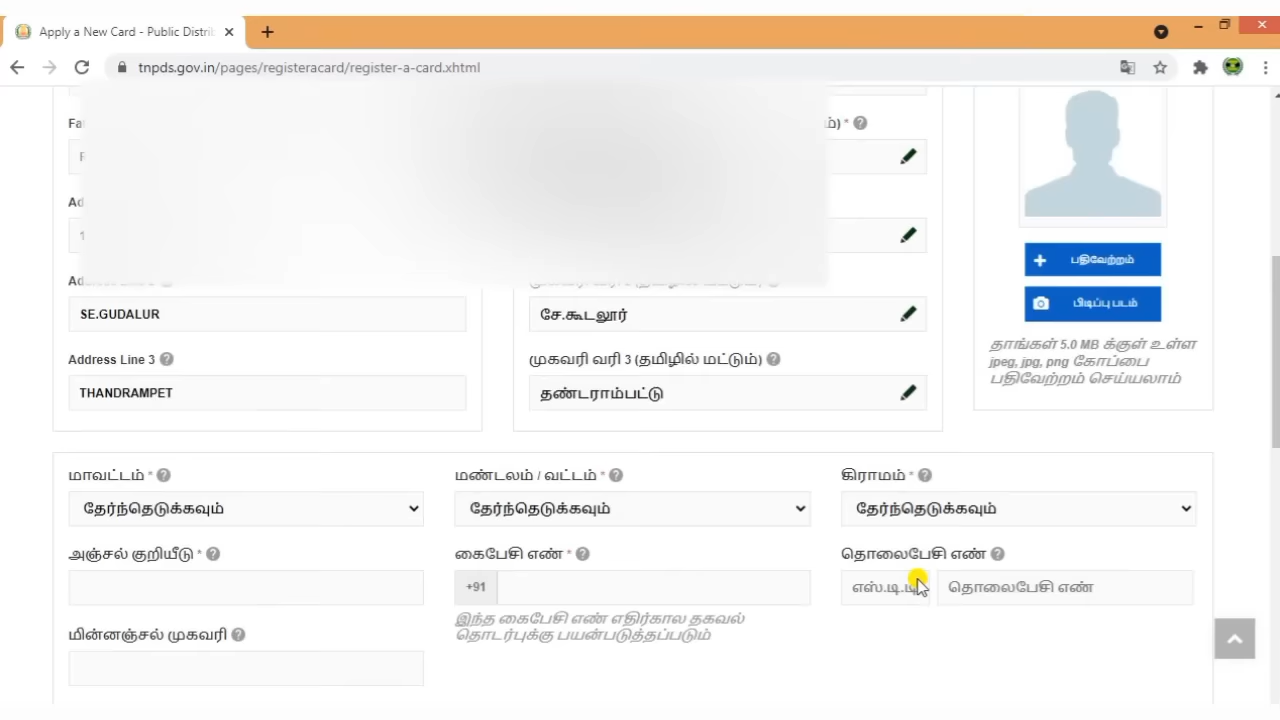 Apply a New Card - Public Distri
tnpds.gov.in/pages/registeracard/register-a-card.xhtml
SE.GUDALUR
சே.கூடலூர்
Address Line 3
முகவரி வரி 3 (தமிழில் மட்டும்)
THANDRAMPET
தண்டராம்பட்டு
பதிவேற்றம்
பிடிப்பு படம்
தாங்கள் 5.0 MB க்குள் உள்ள
jpeg, jpg, png கோப்பை
பதிவேற்றம் செய்யலாம்
மாவட்டம் *
மண்டலம் / வட்டம் *
கிராமம் *
தேர்ந்தெடுக்கவும்
தேர்ந்தெடுக்கவும்
தேர்ந்தெடுக்கவும்
அஞ்சல் குறியீடு *
கைபேசி எண் *
தொலைபேசி எண்
+91
எஸ்.டி.
தொலைபேசி எண்
இந்த கைபேசி எண் எதிர்கால தகவல்
தொடர்புக்கு பயன்படுத்தப்படும்
மின்னஞ்சல் முகவரி